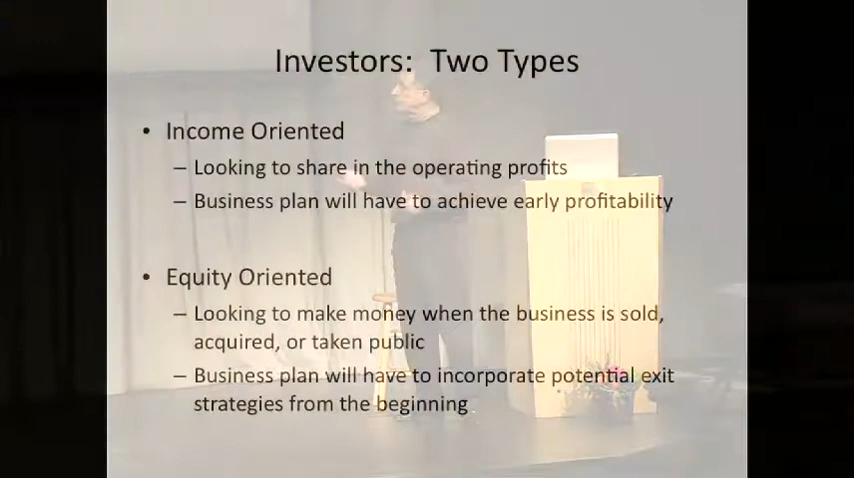 Investors: Two Types
• Income Oriented
– Looking to share in the operating profits
– Business plan will have to achieve early profitability
• Equity Oriented
– Looking to make money when the business is sold,
acquired, or taken public
– Business plan will have to incorporate potential exit
strategies from the beginning